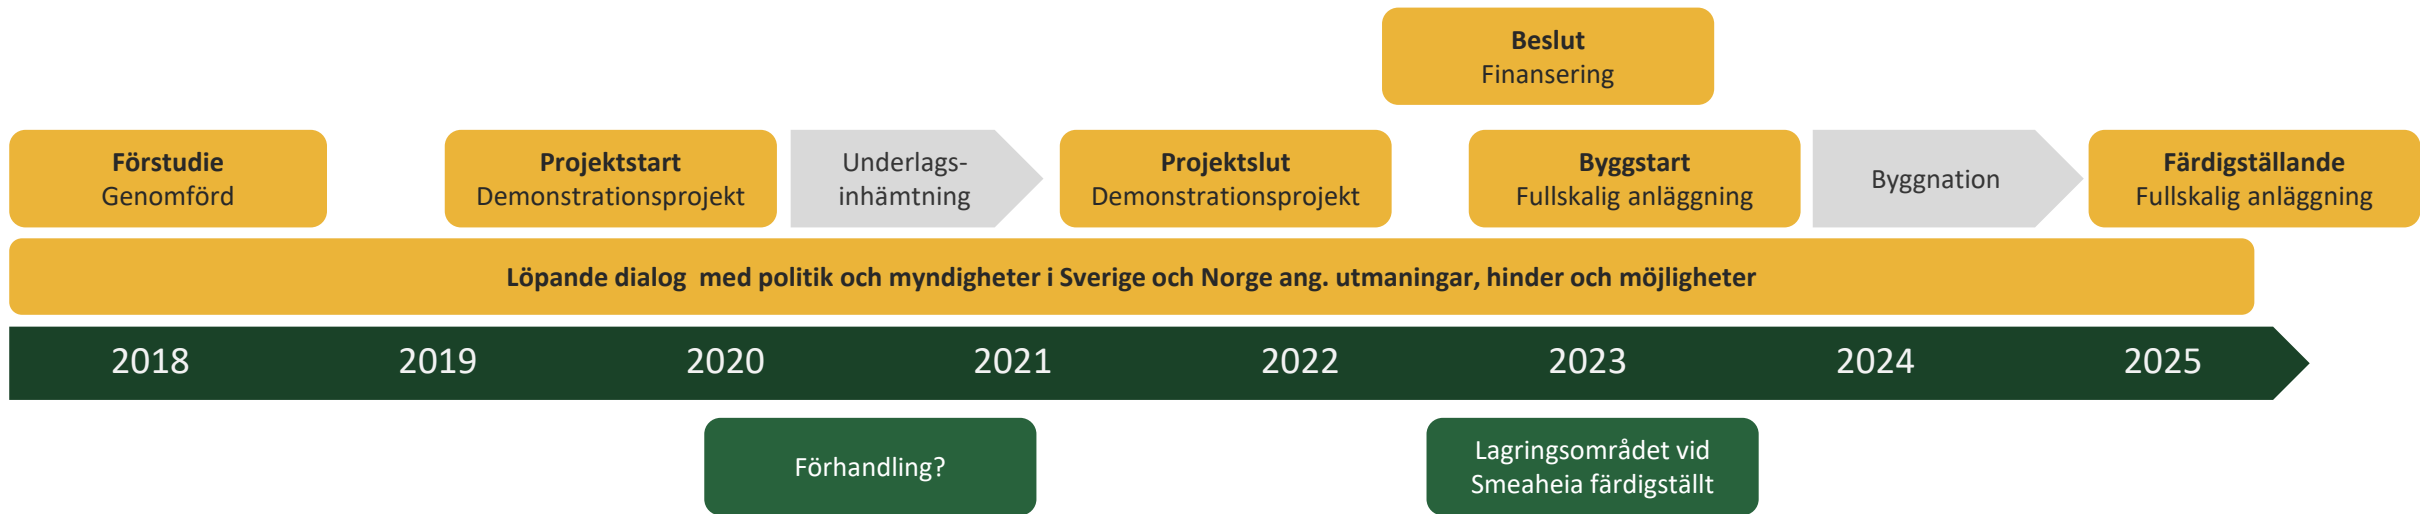 Beslut
Finansering
Förstudie
Genomförd
Projektstart
Demonstrationsprojekt
Underlags-
inhämtning
Projektslut
Demonstrationsprojekt
Byggstart
Fullskalig anläggning
Byggnation
Färdigställande
Fullskalig anläggning
Löpande dialog  med politik och myndigheter i Sverige och Norge ang. utmaningar, hinder och möjligheter
2018 2019 2020 2021 2022 2023 2024 2025
Förhandling?
Lagringsområdet vid
Smeaheia färdigställt